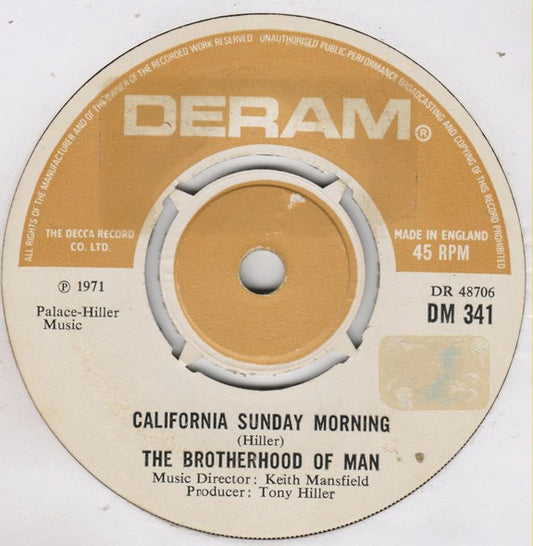 ALL RIGHTS OF THE MANUFACTURER AND OF THE OWNER OF THE RECORDED WORK RESERVED UNAUTHORISED PUBLIC PERFORMANCE BROADCASTING AND COPYING OF THIS RECORD PROHIBITED
DERAM®
THE DECCA RECORD
CO. LTD.
MADE IN ENGLAND
45 RPM
℗ 1971
Palace-Hiller
Music
DR 48706
DM 341
CALIFORNIA SUNDAY MORNING
(Hiller)
THE BROTHERHOOD OF MAN
Music Director: Keith Mansfield
Producer: Tony Hiller